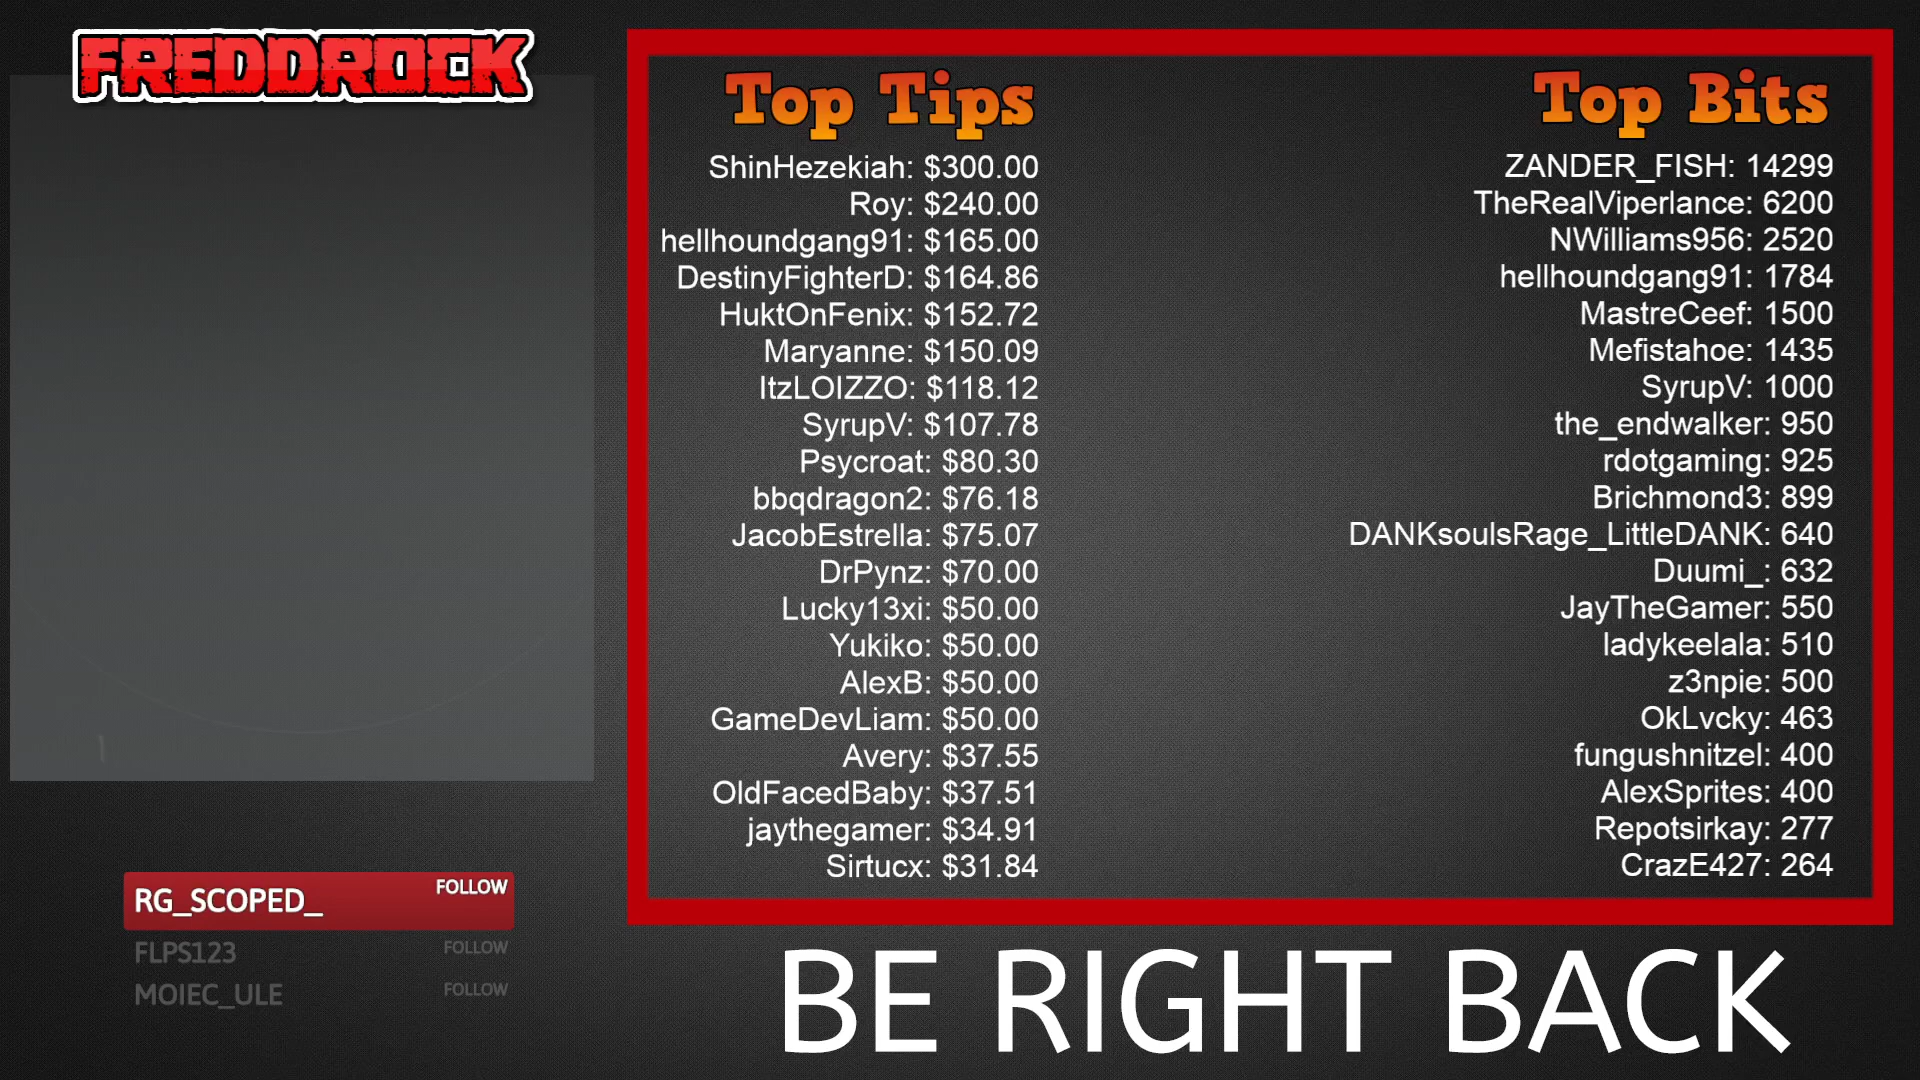 FREDDROCK
Top Tips
ShinHezekiah: $300.00
Roy: $240.00
hellhoundgang91: $165.00
DestinyFighterD: $164.86
HuktOnFenix: $152.72
Maryanne: $150.09
ItzLOIZZO: $118.12
SyrupV: $107.78
Psycroat: $80.30
bbqdragon2: $76.18
JacobEstrella: $75.07
DrPynz: $70.00
Lucky13xi: $50.00
Yukiko: $50.00
AlexB: $50.00
GameDevLiam: $50.00
Avery: $37.55
OldFacedBaby: $37.51
jaythegamer: $34.91
Sirtucx: $31.84
Top Bits
ZANDER_FISH: 14299
TheRealViperlance: 6200
NWilliams956: 2520
hellhoundgang91: 1784
MastreCeef: 1500
Mefistahoe: 1435
SyrupV: 1000
the_endwalker: 950
rdotgaming: 925
Brichmond3: 899
DANKsoulsRage_LittleDANK: 640
Duumi_: 632
JayTheGamer: 550
ladykeelala: 510
z3npie: 500
OkLvcky: 463
fungushnitzel: 400
AlexSprites: 400
Repotsirkay: 277
CrazE427: 264
RG_SCOPED_ FOLLOW
FLPS123 FOLLOW
MOIEC_ULE FOLLOW
BE RIGHT BACK